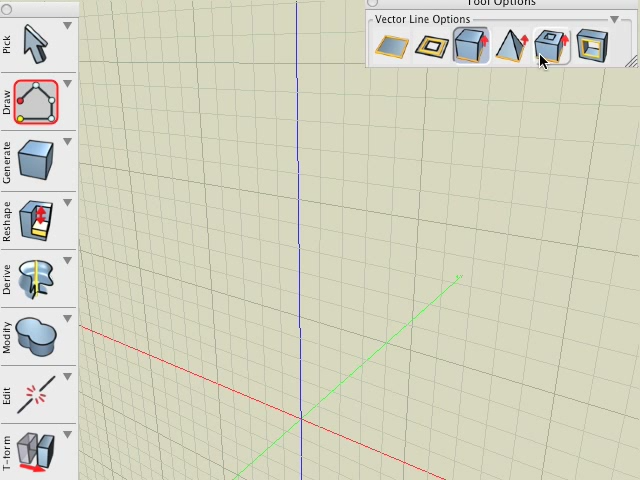 Tool Options
Vector Line Options
Pick
Draw
Generate
Reshape
Derive
Modify
Edit
T-form